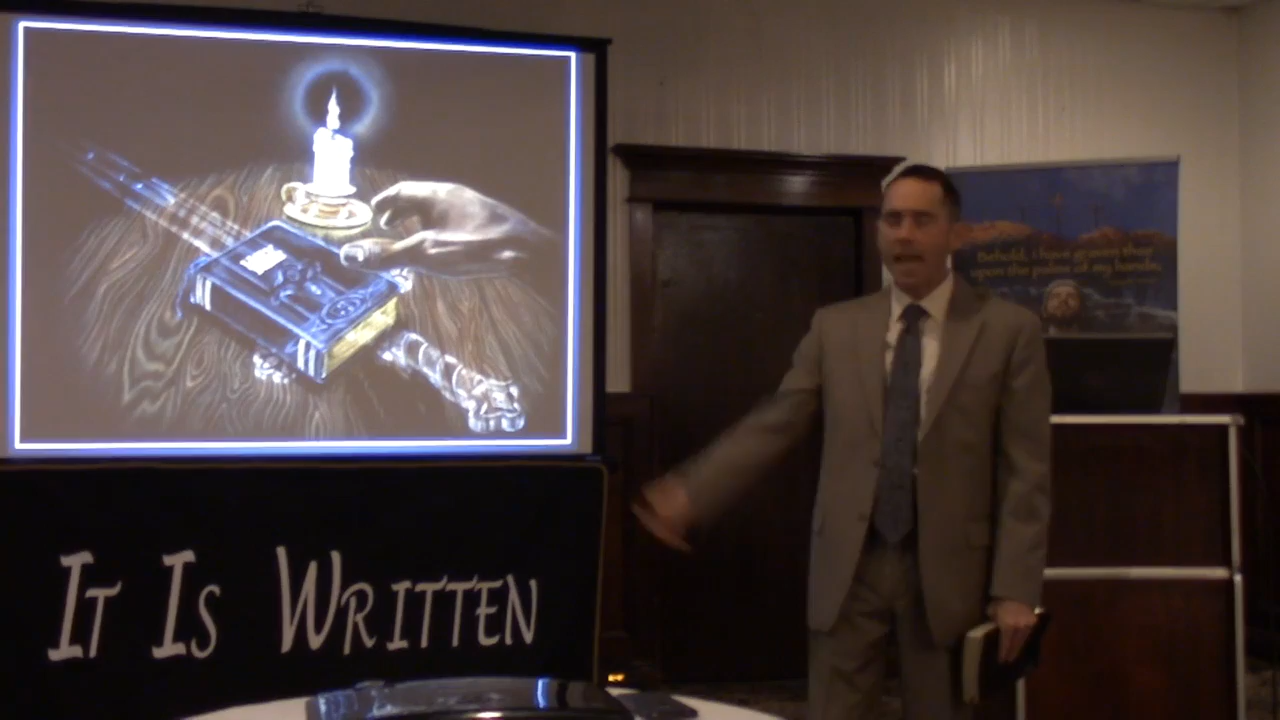 IT IS WRITTEN
Behold, I have graven thee
upon the palms of my hands,